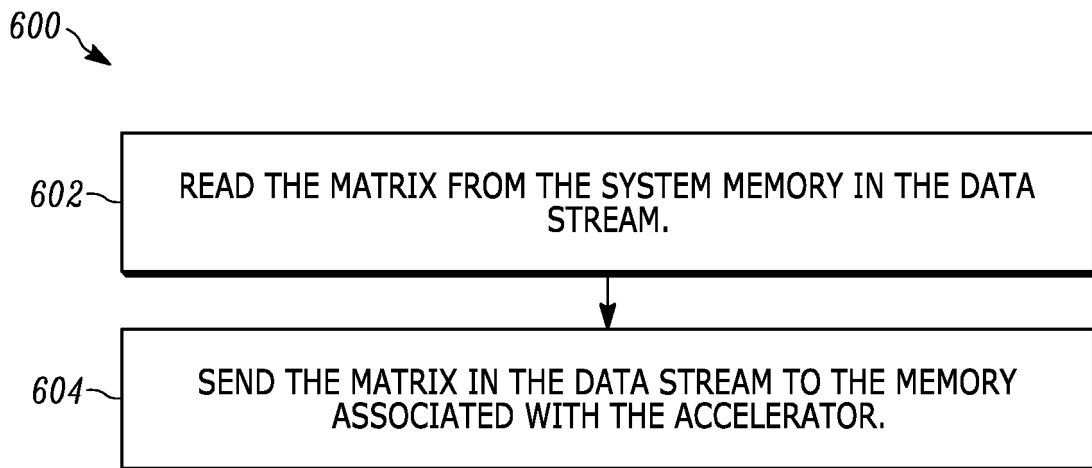 600
602
READ THE MATRIX FROM THE SYSTEM MEMORY IN THE DATA
STREAM.
604
SEND THE MATRIX IN THE DATA STREAM TO THE MEMORY
ASSOCIATED WITH THE ACCELERATOR.